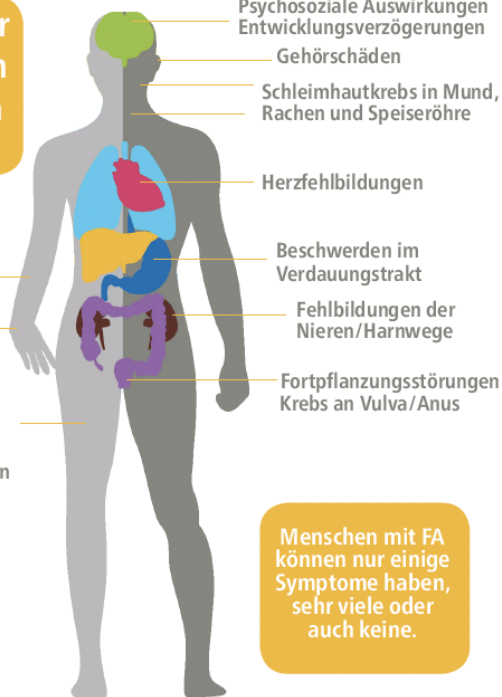 Psychosoziale Auswirkungen
Entwicklungsverzögerungen
Gehörschäden
Schleimhautkrebs in Mund,
Rachen und Speiseröhre
Herzfehlbildungen
Beschwerden im
Verdauungstrakt
Fehlbildungen der
Nieren/Harnwege
Fortpflanzungsstörungen
Krebs an Vulva/Anus
Menschen mit FA
können nur einige
Symptome haben,
sehr viele oder
auch keine.